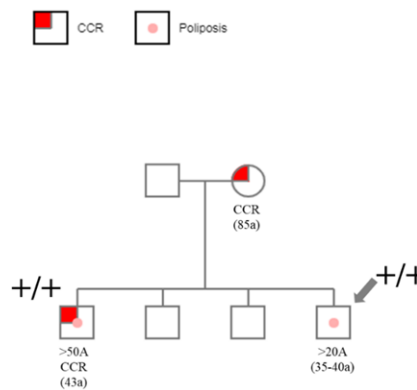 CCR Poliposis
CCR
(85a)
+/+ +/+
>50A >20A
CCR (35-40a)
(43a)